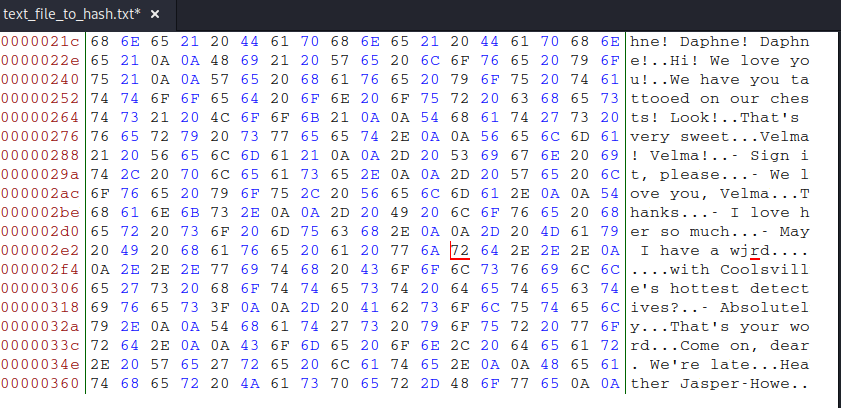 text_file_to_hash.txt* ×
0000021c 68 6E 65 21 20 44 61 70 68 6E 65 21 20 44 61 70 68 6E hne! Daphne! Daphn
0000022e 65 21 0A 0A 48 69 21 20 57 65 20 6C 6F 76 65 20 79 6F e!..Hi! We love yo
00000240 75 21 0A 0A 57 65 20 68 61 76 65 20 79 6F 75 20 74 61 u!..We have you ta
00000252 74 74 6F 6F 65 64 20 6F 6E 20 6F 75 72 20 63 68 65 73 ttooed on our ches
00000264 74 73 21 20 4C 6F 6F 6B 21 0A 0A 54 68 61 74 27 73 20 ts! Look!..That's
00000276 76 65 72 79 20 73 77 65 65 74 2E 0A 0A 56 65 6C 6D 61 very sweet...Velma
00000288 21 20 56 65 6C 6D 61 21 0A 0A 2D 20 53 69 67 6E 20 69 ! Velma!..- Sign i
0000029a 74 2C 20 70 6C 65 61 73 65 2E 0A 0A 2D 20 57 65 20 6C t, please...- We l
000002ac 6F 76 65 20 79 6F 75 2C 20 56 65 6C 6D 61 2E 0A 0A 54 ove you, Velma...T
000002be 68 61 6E 6B 73 2E 0A 0A 2D 20 49 20 6C 6F 76 65 20 68 hanks...- I love h
000002d0 65 72 20 73 6F 20 6D 75 63 68 2E 0A 0A 2D 20 4D 61 79 er so much...- May
000002e2 20 49 20 68 61 76 65 20 61 20 77 6A 72 64 2E 2E 2E 0A  I have a wjrd....
000002f4 0A 2E 2E 2E 77 69 74 68 20 43 6F 6F 6C 73 76 69 6C 6C ....with Coolsvill
00000306 65 27 73 20 68 6F 74 74 65 73 74 20 64 65 74 65 63 74 e's hottest detect
00000318 69 76 65 73 3F 0A 0A 2D 20 41 62 73 6F 6C 75 74 65 6C ives?..- Absolutel
0000032a 79 2E 0A 0A 54 68 61 74 27 73 20 79 6F 75 72 20 77 6F y...That's your wo
0000033c 72 64 2E 0A 0A 43 6F 6D 65 20 6F 6E 2C 20 64 65 61 72 rd...Come on, dear
0000034e 2E 20 57 65 27 72 65 20 6C 61 74 65 2E 0A 0A 48 65 61 . We're late...Hea
00000360 74 68 65 72 20 4A 61 73 70 65 72 2D 48 6F 77 65 0A 0A ther Jasper-Howe..